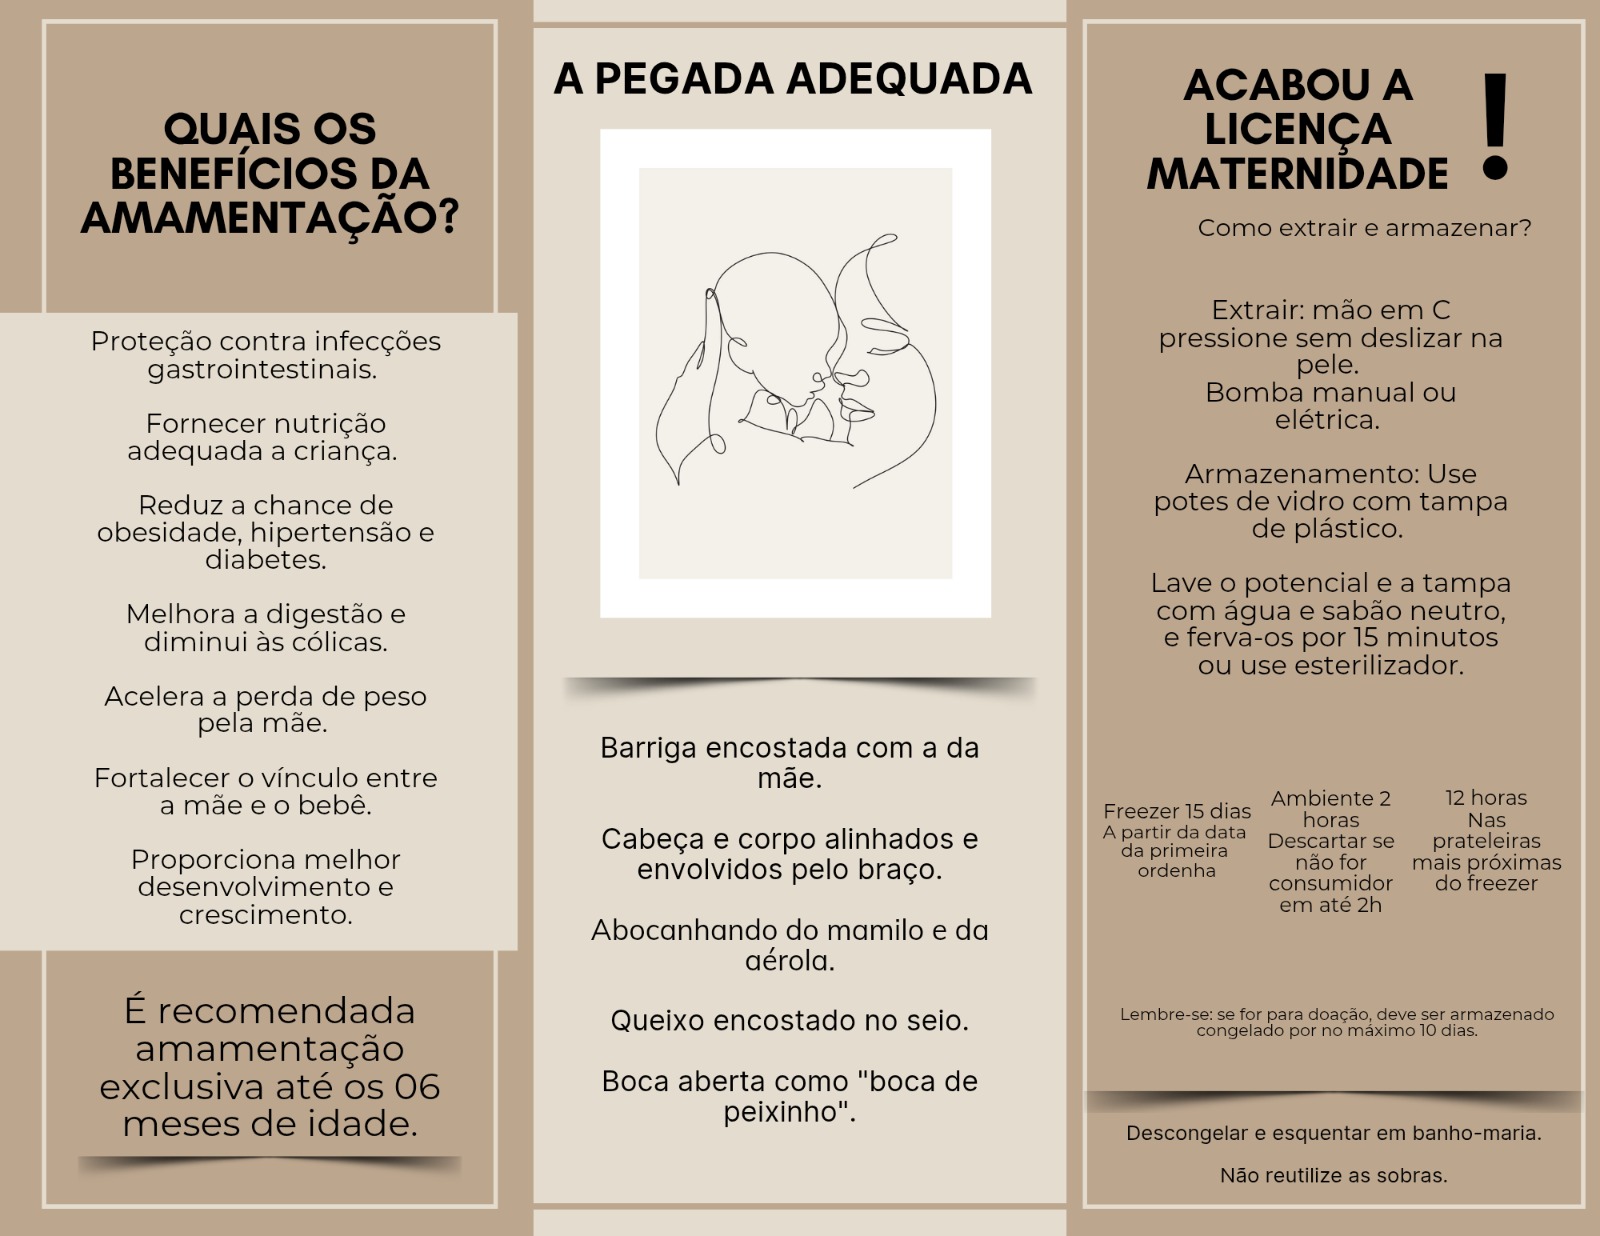 QUAIS OS
BENEFÍCIOS DA
AMAMENTAÇÃO?
Proteção contra infecções
gastrointestinais.
Fornecer nutrição
adequada a criança.
Reduz a chance de
obesidade, hipertensão e
diabetes.
Melhora a digestão e
diminui às cólicas.
Acelera a perda de peso
pela mãe.
Fortalecer o vínculo entre
a mãe e o bebê.
Proporciona melhor
desenvolvimento e
crescimento.
É recomendada
amamentação
exclusiva até os 06
meses de idade.
A PEGADA ADEQUADA
Barriga encostada com a da
mãe.
Cabeça e corpo alinhados e
envolvidos pelo braço.
Abocanhando do mamilo e da
aérola.
Queixo encostado no seio.
Boca aberta como "boca de
peixinho".
ACABOU A
LICENÇA
MATERNIDADE !
Como extrair e armazenar?
Extrair: mão em C
pressione sem deslizar na
pele.
Bomba manual ou
elétrica.
Armazenamento: Use
potes de vidro com tampa
de plástico.
Lave o potencial e a tampa
com água e sabão neutro,
e ferva-os por 15 minutos
ou use esterilizador.
Freezer 15 dias
A partir da data
da primeira
ordenha
Ambiente 2
horas
Descartar se
não for
consumidor
em até 2h
12 horas
Nas
prateleiras
mais próximas
do freezer
Lembre-se: se for para doação, deve ser armazenado
congelado por no máximo 10 dias.
Descongelar e esquentar em banho-maria.
Não reutilize as sobras.